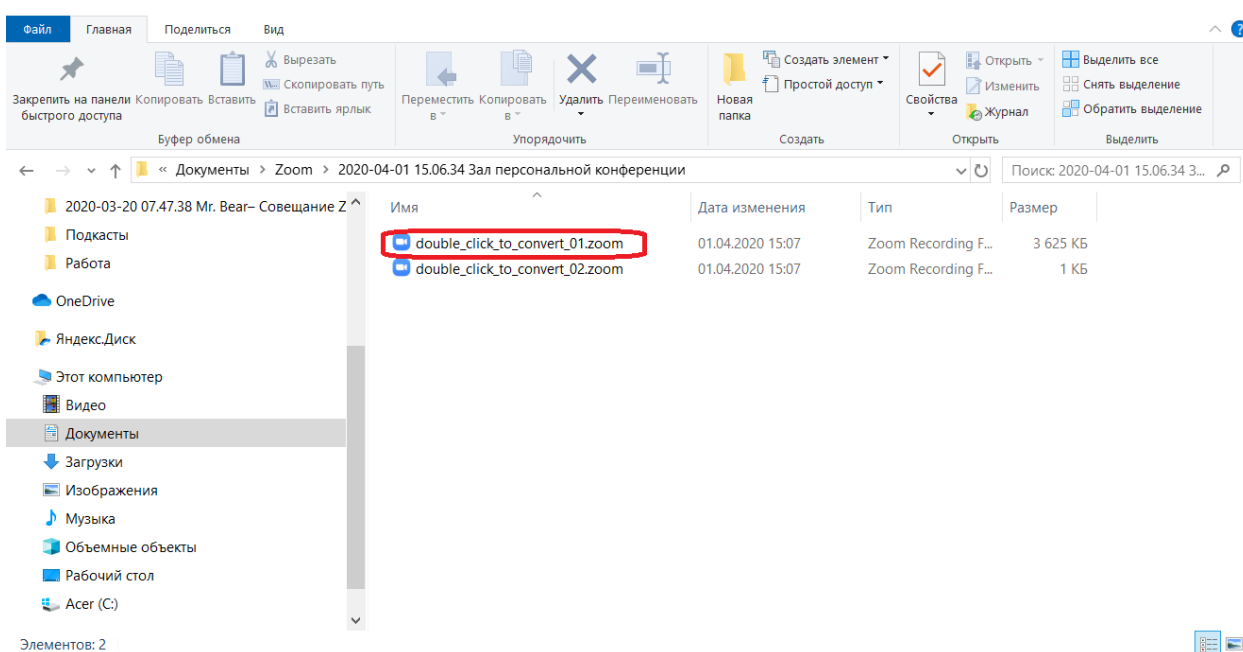 Файл Главная Поделиться Вид
Закрепить на панели быстрого доступа
Копировать
Вставить
Вырезать
Скопировать путь
Вставить ярлык
Буфер обмена
Переместить в
Копировать в
Удалить
Переименовать
Упорядочить
Новая папка
Создать элемент
Простой доступ
Создать
Свойства
Открыть
Изменить
Журнал
Открыть
Выделить все
Снять выделение
Обратить выделение
Выделить
« Документы > Zoom > 2020-04-01 15.06.34 Зал персональной конференции
Поиск: 2020-04-01 15.06.34 З...
2020-03-20 07.47.38 Mr. Bear– Совещание Z
Подкасты
Работа
OneDrive
Яндекс.Диск
Этот компьютер
Видео
Документы
Загрузки
Изображения
Музыка
Объемные объекты
Рабочий стол
Acer (C:)
Имя Дата изменения Тип Размер
double_click_to_convert_01.zoom 01.04.2020 15:07 Zoom Recording F... 3 625 КБ
double_click_to_convert_02.zoom 01.04.2020 15:07 Zoom Recording F... 1 КБ
Элементов: 2